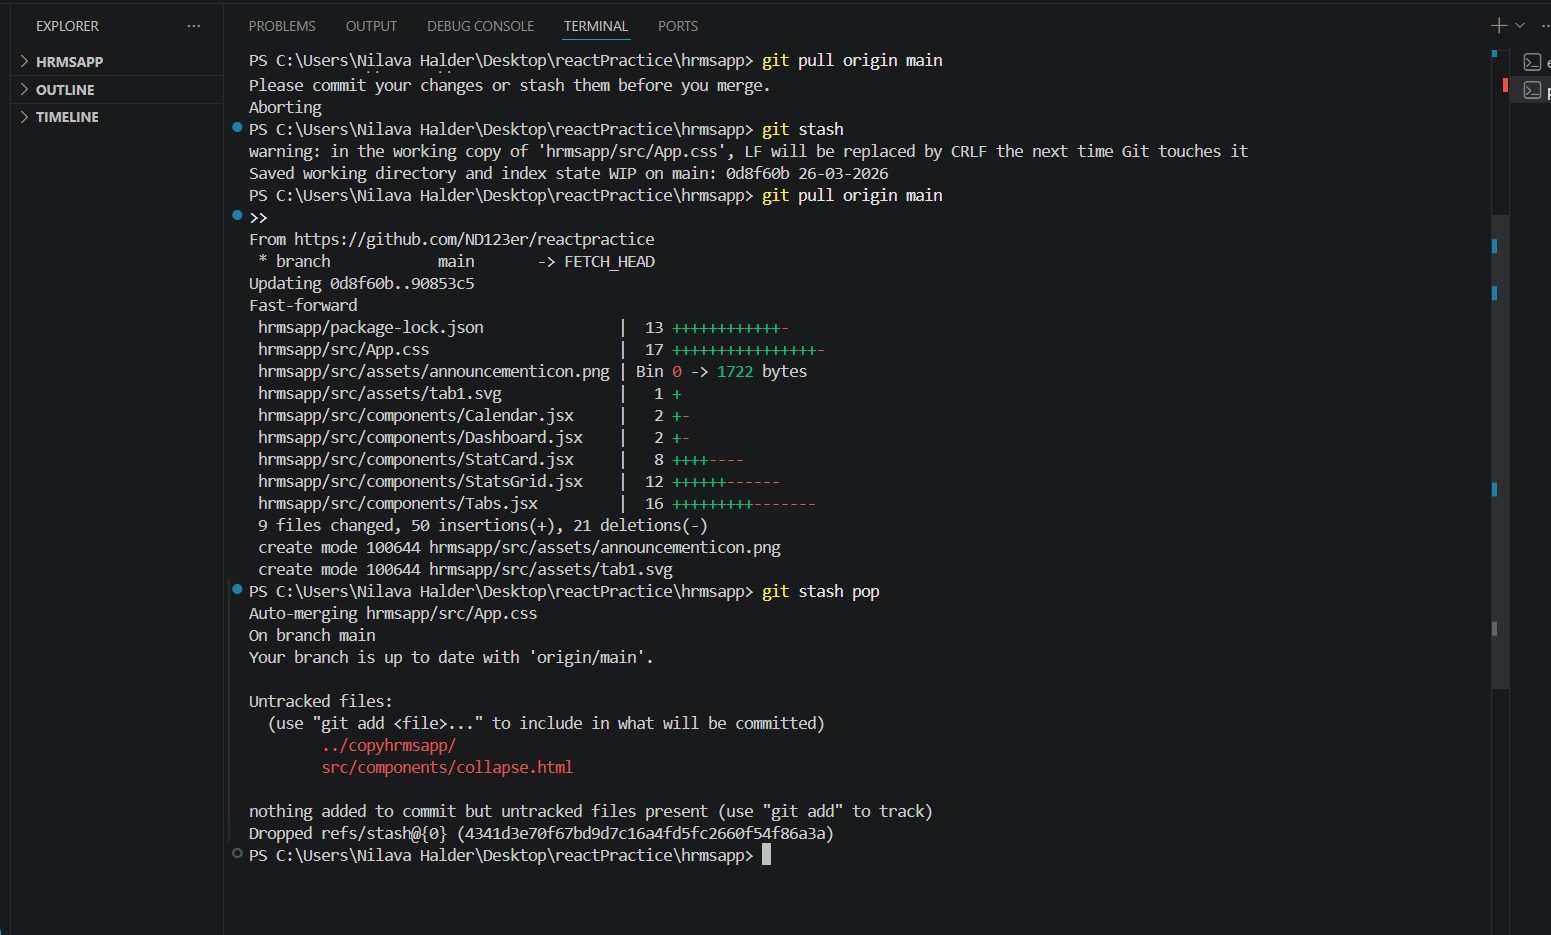 EXPLORER
···
HRMSAPP
OUTLINE
TIMELINE
PROBLEMS OUTPUT DEBUG CONSOLE TERMINAL PORTS
PS C:\Users\Nilava Halder\Desktop\reactPractice\hrmsapp> git pull origin main
Please commit your changes or stash them before you merge.
Aborting
PS C:\Users\Nilava Halder\Desktop\reactPractice\hrmsapp> git stash
warning: in the working copy of 'hrmsapp/src/App.css', LF will be replaced by CRLF the next time Git touches it
Saved working directory and index state WIP on main: 0d8f60b 26-03-2026
PS C:\Users\Nilava Halder\Desktop\reactPractice\hrmsapp> git pull origin main
>>
From https://github.com/ND123er/reactpractice
 * branch            main       -> FETCH_HEAD
Updating 0d8f60b..90853c5
Fast-forward
 hrmsapp/package-lock.json               |  13 ++++++++++++-
 hrmsapp/src/App.css                     |  17 ++++++++++++++++-
 hrmsapp/src/assets/announcementicon.png | Bin 0 -> 1722 bytes
 hrmsapp/src/assets/tab1.svg             |   1 +
 hrmsapp/src/components/Calendar.jsx     |   2 +-
 hrmsapp/src/components/Dashboard.jsx    |   2 +-
 hrmsapp/src/components/StatCard.jsx     |   8 ++++----
 hrmsapp/src/components/StatsGrid.jsx    |  12 ++++++------
 hrmsapp/src/components/Tabs.jsx         |  16 +++++++++-------
 9 files changed, 50 insertions(+), 21 deletions(-)
 create mode 100644 hrmsapp/src/assets/announcementicon.png
 create mode 100644 hrmsapp/src/assets/tab1.svg
PS C:\Users\Nilava Halder\Desktop\reactPractice\hrmsapp> git stash pop
Auto-merging hrmsapp/src/App.css
On branch main
Your branch is up to date with 'origin/main'.
Untracked files:
  (use "git add <file>..." to include in what will be committed)
        ../copyhrmsapp/
        src/components/collapse.html
nothing added to commit but untracked files present (use "git add" to track)
Dropped refs/stash@{0} (4341d3e70f67bd9d7c16a4fd5fc2660f54f86a3a)
PS C:\Users\Nilava Halder\Desktop\reactPractice\hrmsapp>